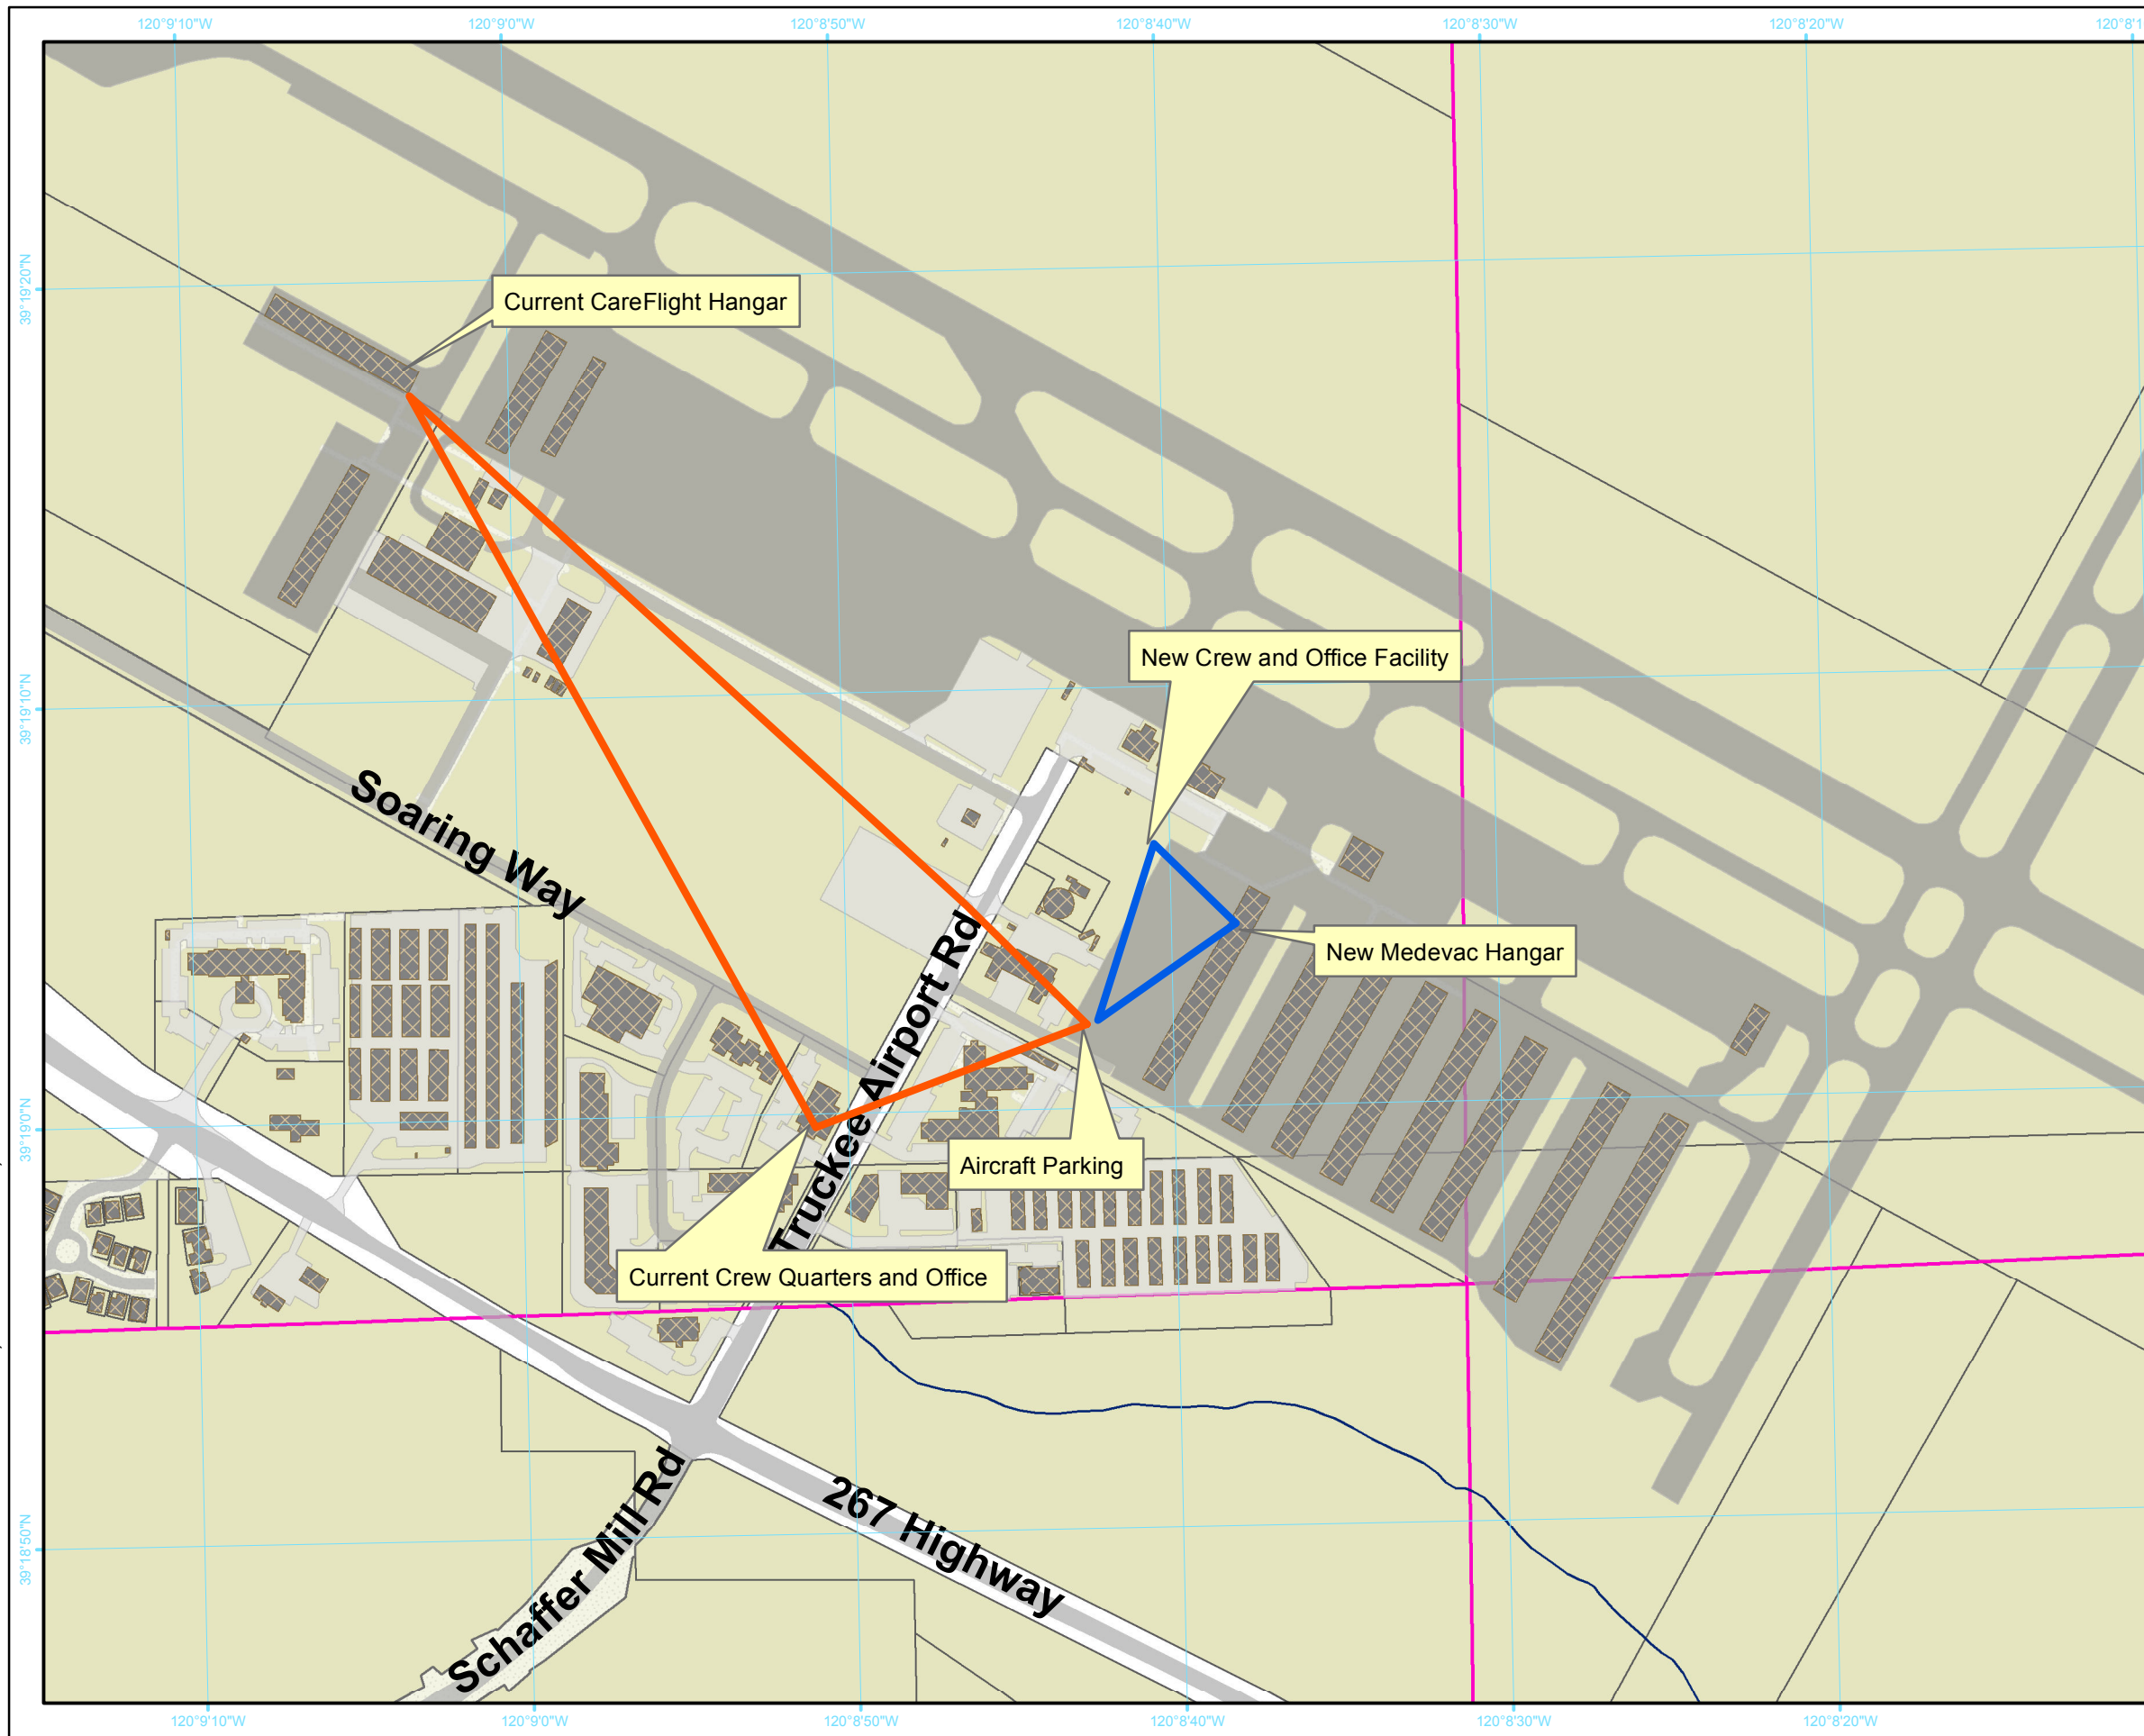 120°9'10"W
120°9'0"W
120°8'50"W
120°8'40"W
120°8'30"W
120°8'20"W
39°19'20"N
Current CareFlight Hangar
New Crew and Office Facility
39°19'10"N
Soaring Way
New Medevac Hangar
Truckee Airport Rd
39°19'0"N
Aircraft Parking
Current Crew Quarters and Office
39°18'50"N
267 Highway
Schaffer Mill Rd
120°9'10"W
120°9'0"W
120°8'50"W
120°8'40"W
120°8'30"W
120°8'20"W